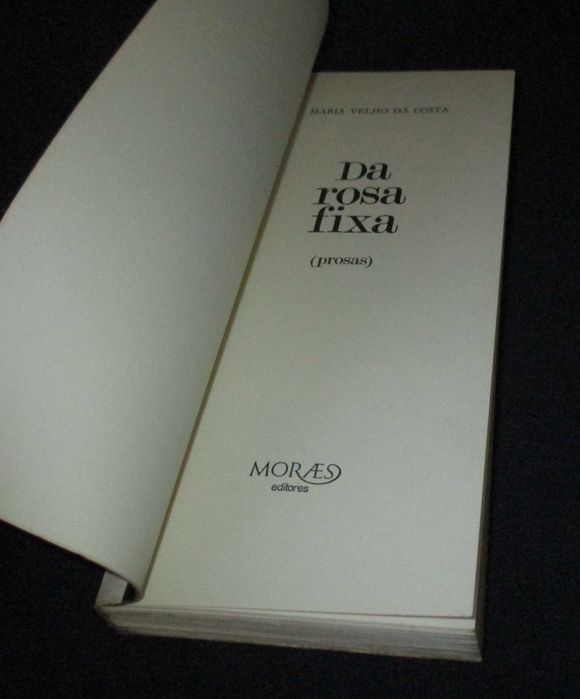 MARIA VELHO DA COSTA
Da
rosa
fixa
(prosas)
MORÆS
editores